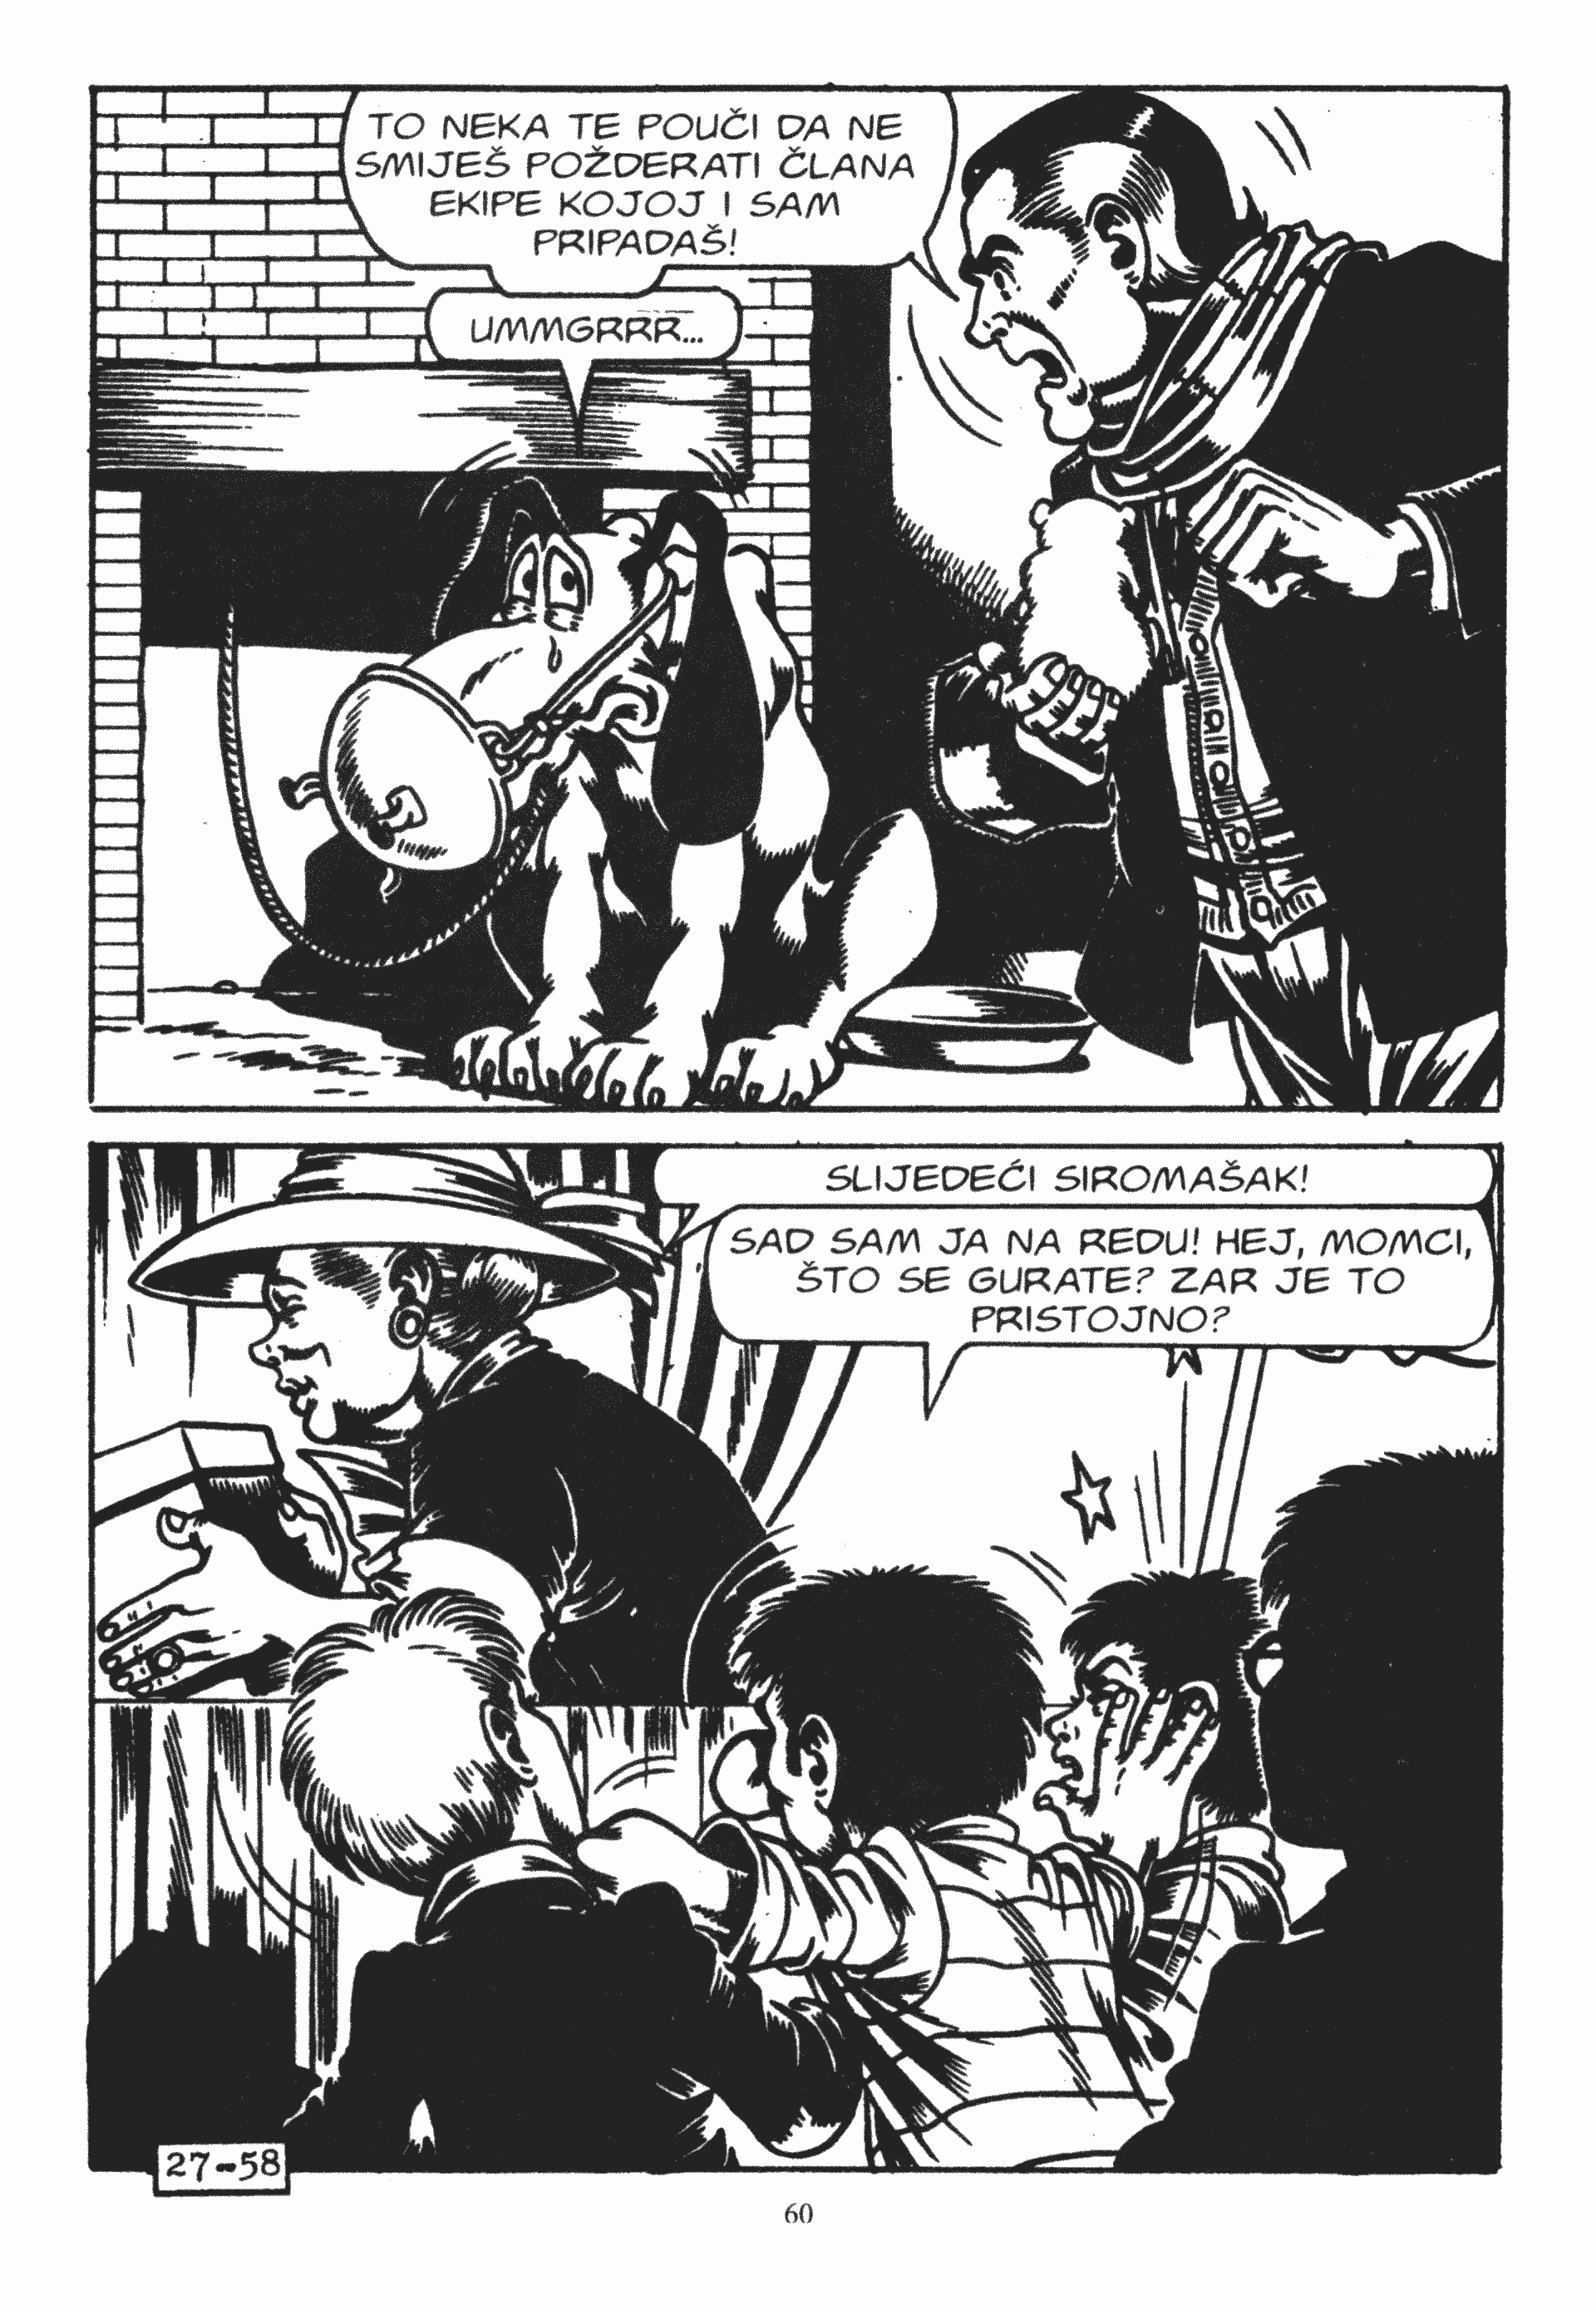 TO NEKA TE POUČI DA NE
SMIJEŠ POŽDERATI ČLANA
EKIPE KOJOJ I SAM
PRIPADAŠ!
UMMGRRR...
SLIJEDEĆI SIROMAŠAK!
SAD SAM JA NA REDU! HEJ, MOMCI,
ŠTO SE GURATE? ZAR JE TO
PRISTOJNO?
27-58
60